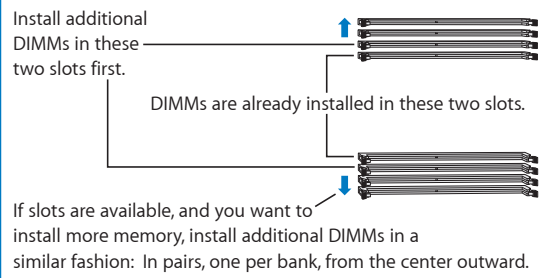 Install additional
DIMMs in these
two slots first.
DIMMs are already installed in these two slots.
If slots are available, and you want to
install more memory, install additional DIMMs in a
similar fashion: In pairs, one per bank, from the center outward.